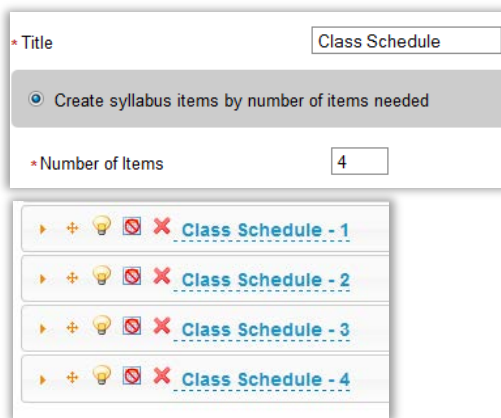 * Title Class Schedule
Create syllabus items by number of items needed
* Number of Items 4
Class Schedule - 1
Class Schedule - 2
Class Schedule - 3
Class Schedule - 4